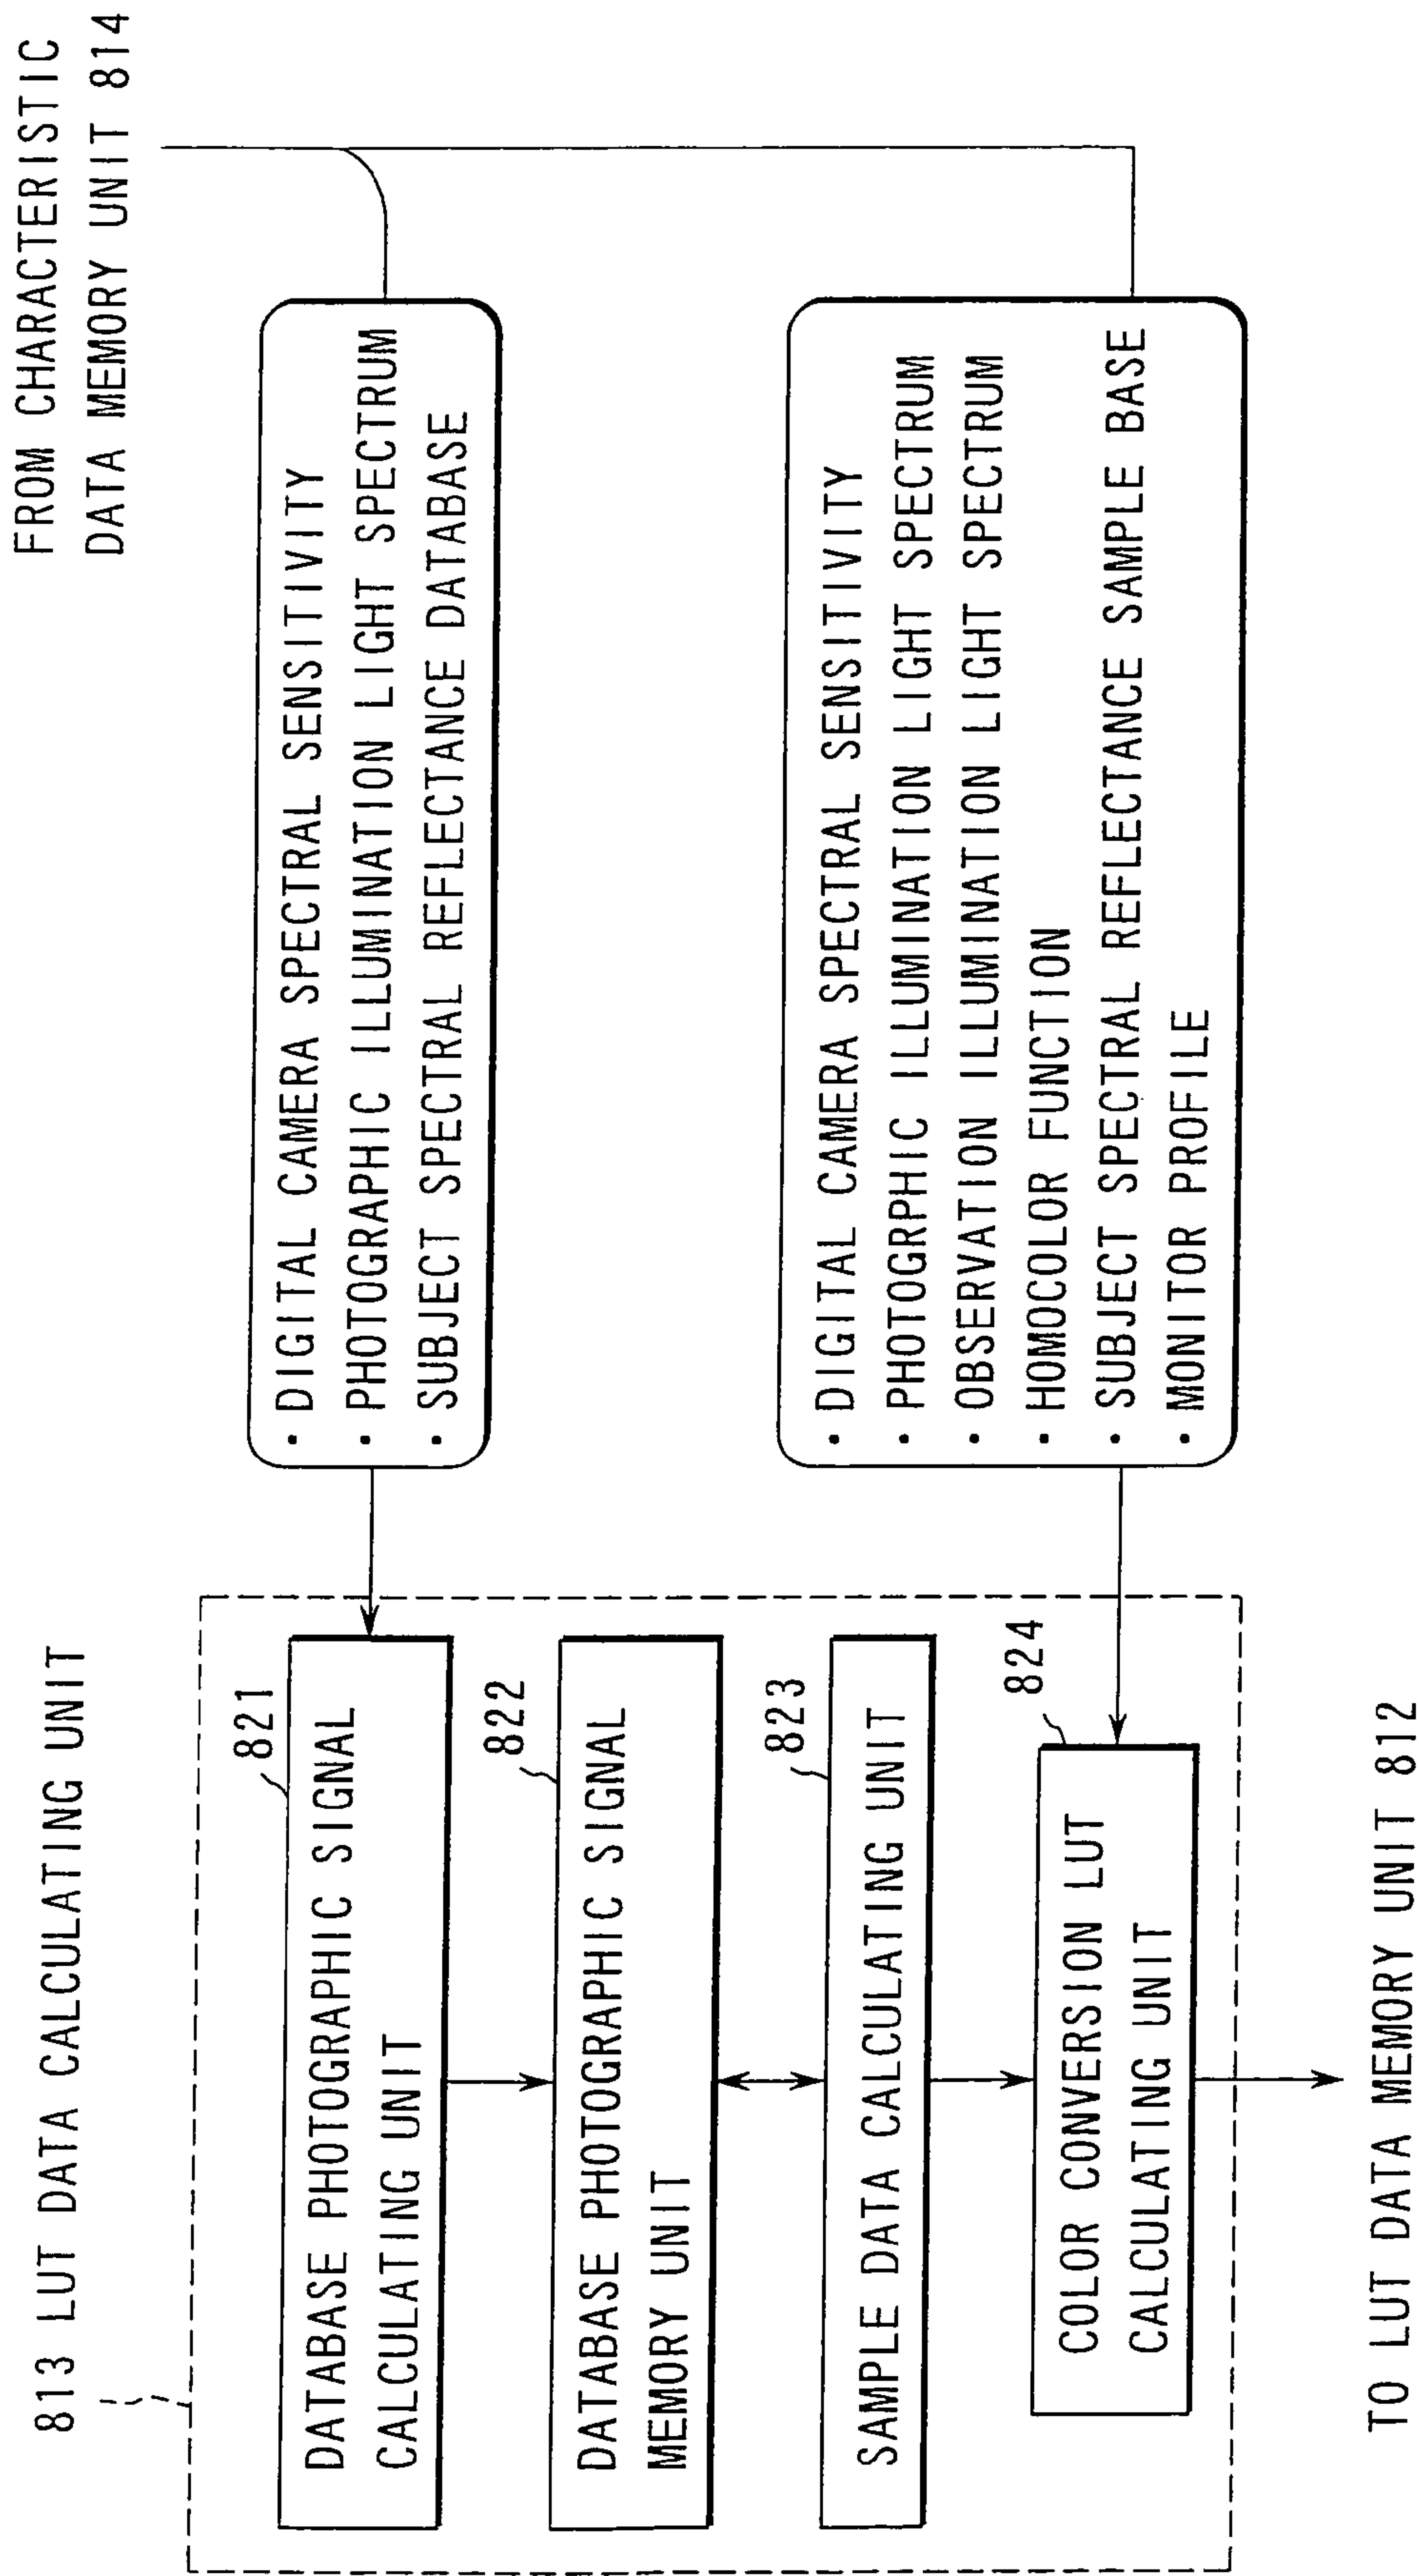 FROM CHARACTERISTIC
DATA MEMORY UNIT 814
813 LUT DATA CALCULATING UNIT
821
DATABASE PHOTOGRAPHIC SIGNAL
CALCULATING UNIT
• DIGITAL CAMERA SPECTRAL SENSITIVITY
• PHOTOGRAPHIC ILLUMINATION LIGHT SPECTRUM
• SUBJECT SPECTRAL REFLECTANCE DATABASE
822
DATABASE PHOTOGRAPHIC SIGNAL
MEMORY UNIT
823
SAMPLE DATA CALCULATING UNIT
824
COLOR CONVERSION LUT
CALCULATING UNIT
• DIGITAL CAMERA SPECTRAL SENSITIVITY
• PHOTOGRPHIC ILLUMINATION LIGHT SPECTRUM
• OBSERVATION ILLUMINATION LIGHT SPECTRUM
• HOMOCOLOR FUNCTION
• SUBJECT SPECTRAL REFLECTANCE SAMPLE BASE
• MONITOR PROFILE
TO LUT DATA MEMORY UNIT 812